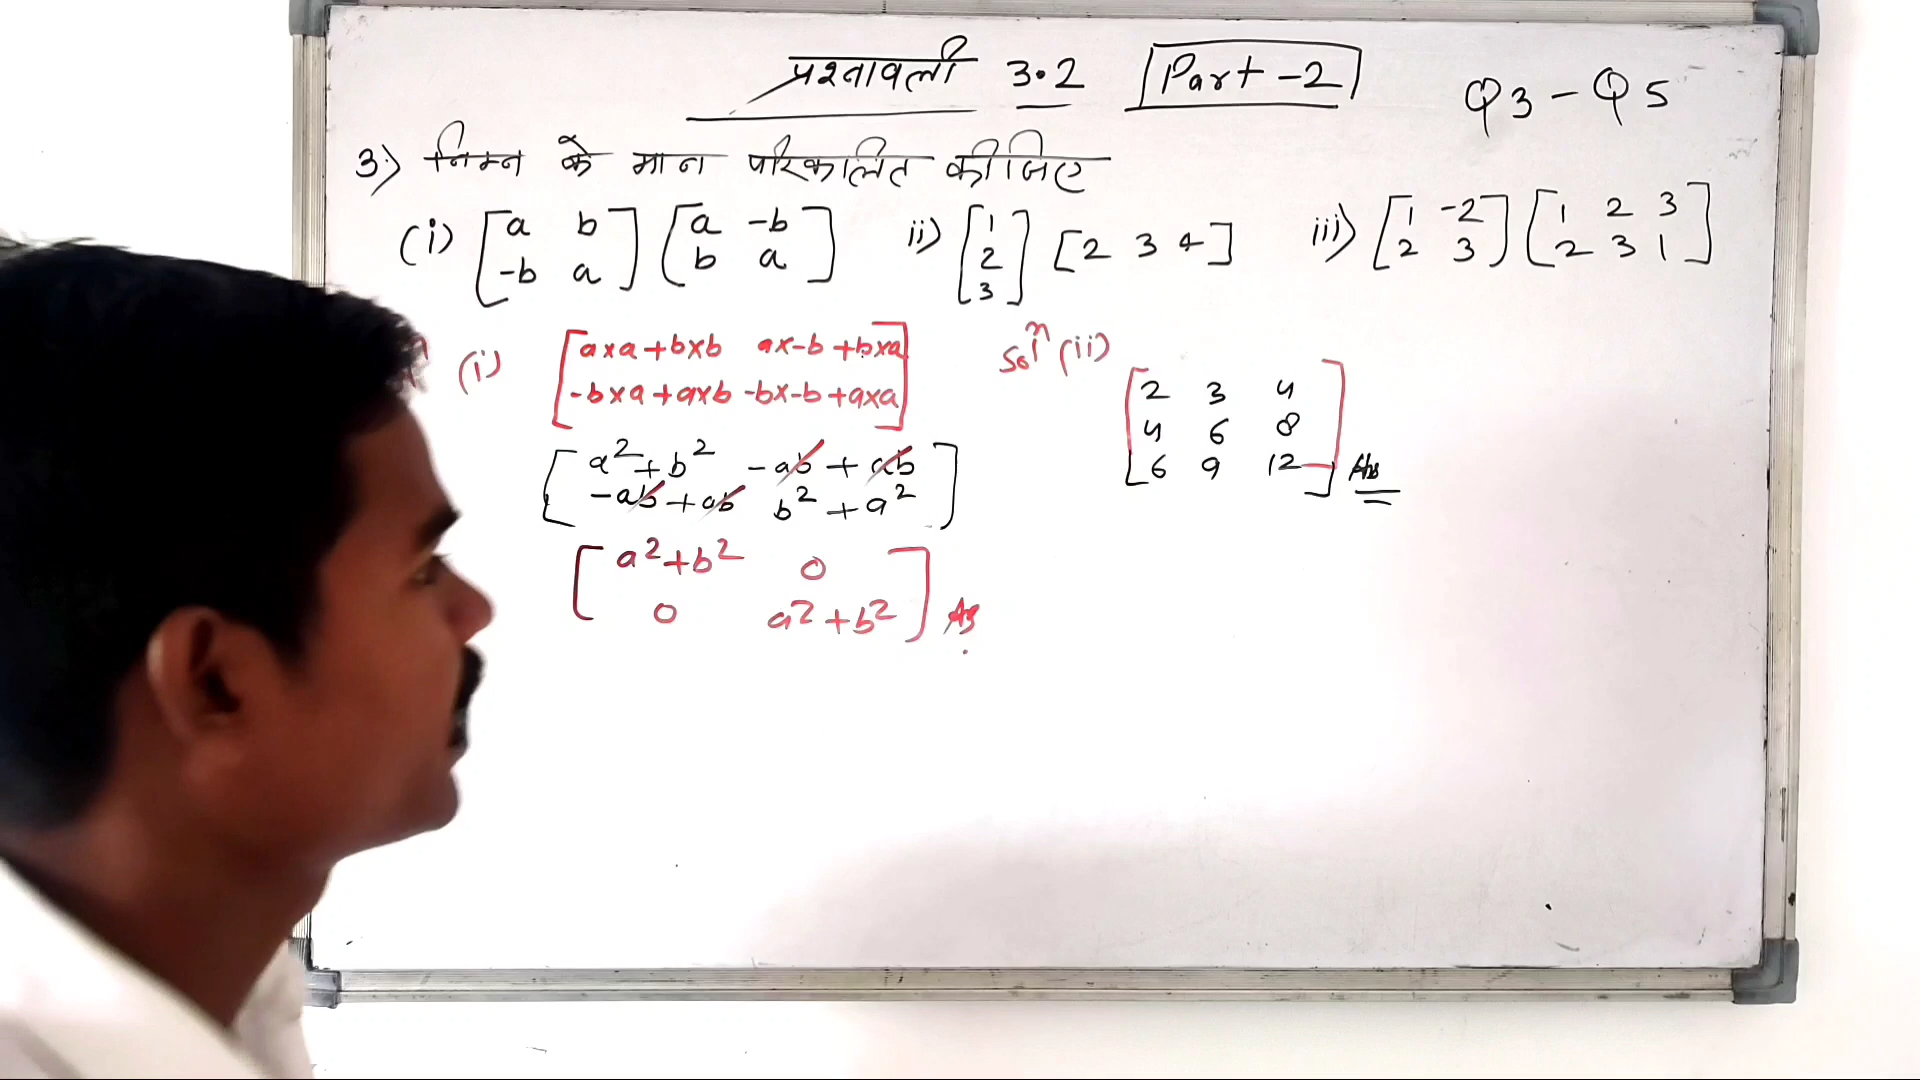 प्रश्नावली 3.2 Part-2 Q3-Q5
3) निम्न के मान परिकलित कीजिए
(i) [a b] [a -b] ii) [1] [2 3 4] iii) [1 -2] [1 2 3]
[-b a] [b a] [2] [2 3] [2 3 1]
[3]
(i) [a×a+b×b a×-b+b×a] Solⁿ (ii)
[-b×a+a×b -b×-b+a×a] [2 3 4]
[4 6 8]
[a²+b² -ab+ab] [6 9 12] Ans
[-ab+ab b²+a²]
[a²+b² 0]
[0 a²+b²] As